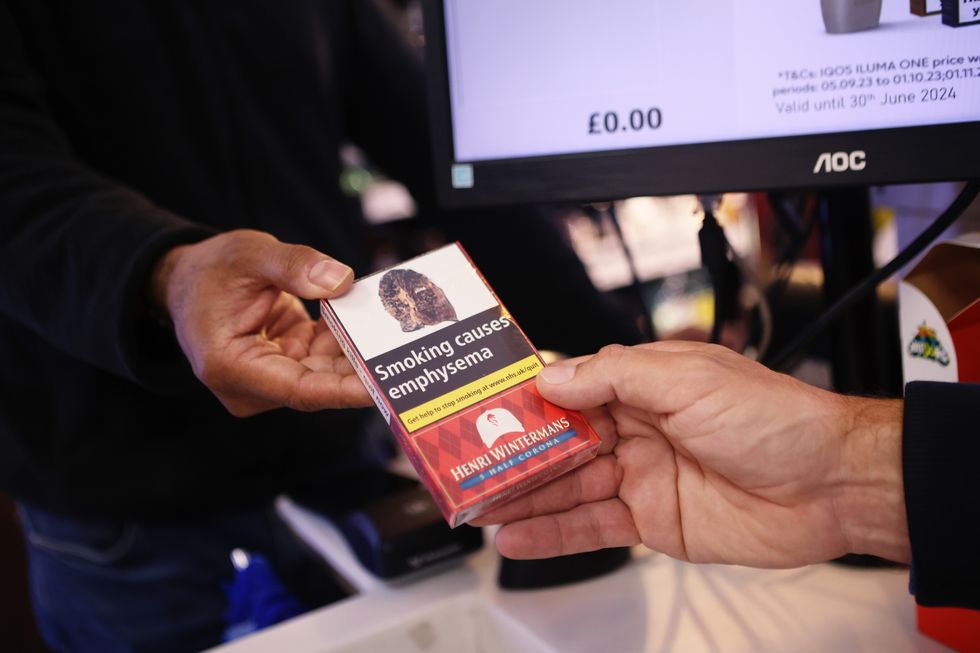 *T&Cs: IQOS ILUMA ONE price
periods: 05.09.23 to 01.10.23;01.11.
Valid until 30th June 2024
£0.00
AOC
Smoking causes
emphysema
Get help to stop smoking at www.nhs.uk/quit
HENRI WINTERMANS
5 HALF CORONA